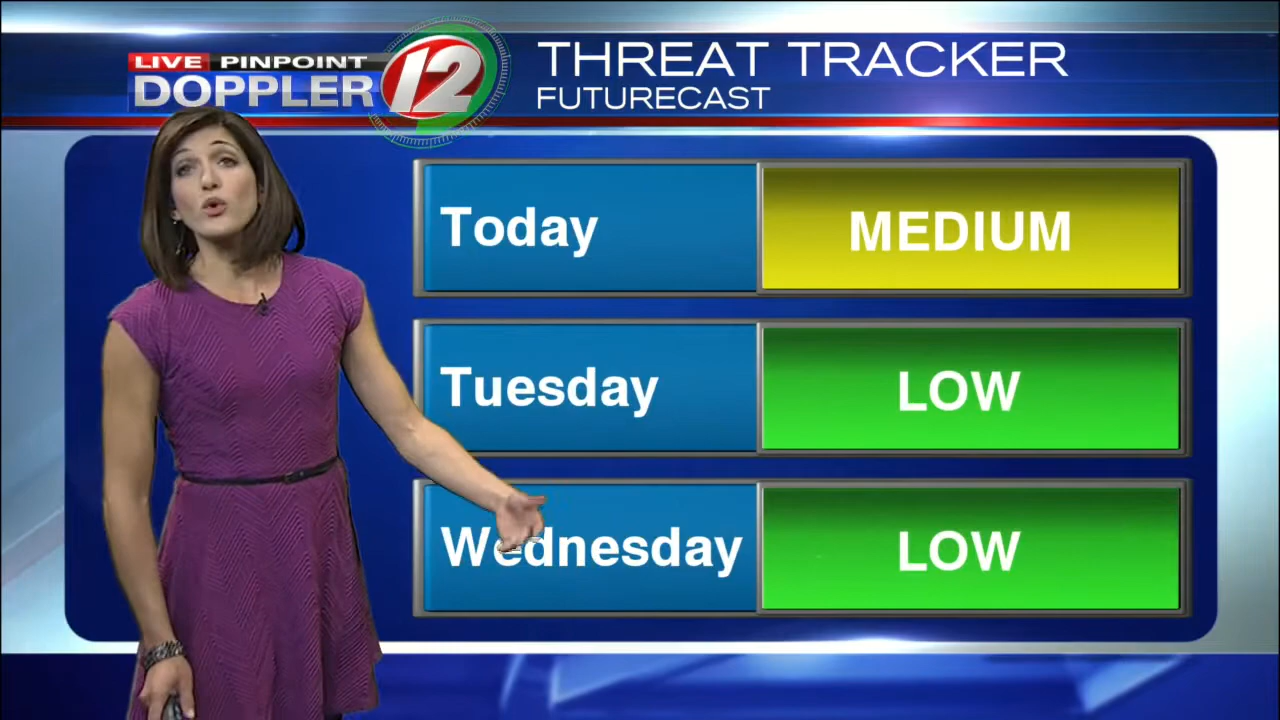 LIVE PINPOINT
DOPPLER 12
THREAT TRACKER
FUTURECAST
Today MEDIUM
Tuesday LOW
Wednesday LOW